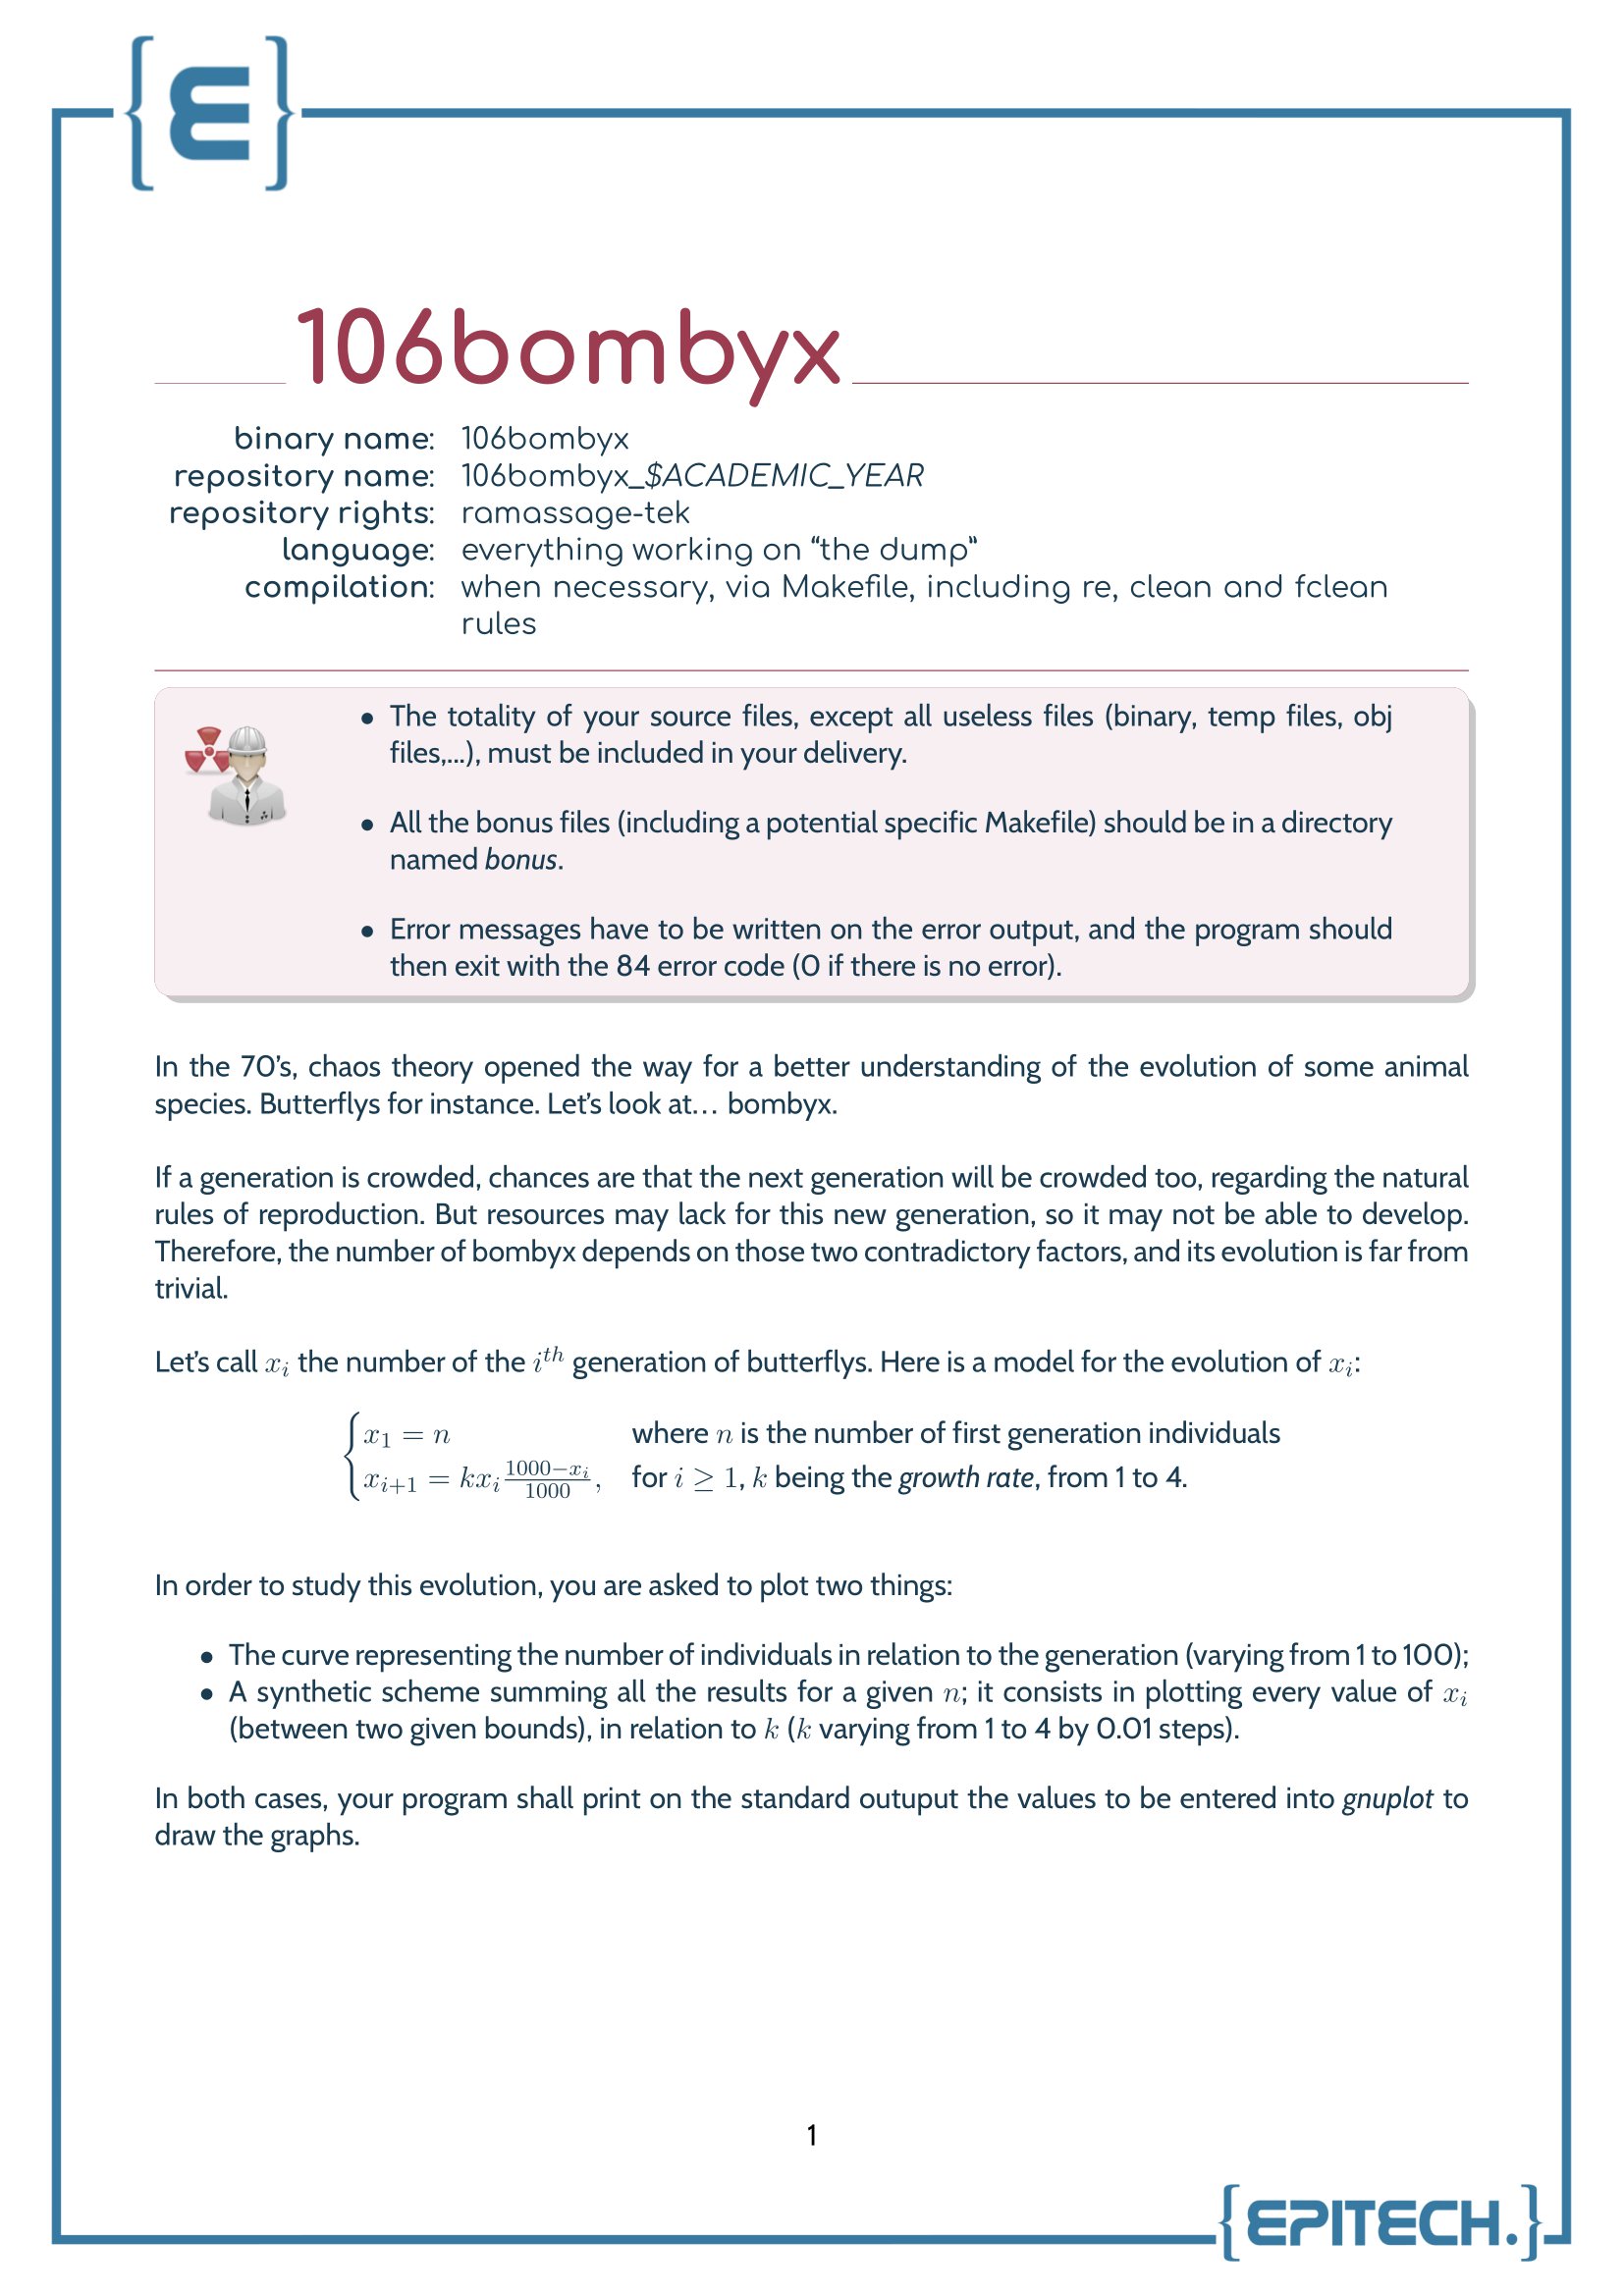 {E}
106bombyx
binary name: 106bombyx
repository name: 106bombyx_$ACADEMIC_YEAR
repository rights: ramassage-tek
language: everything working on “the dump”
compilation: when necessary, via Makefile, including re, clean and fclean
rules
• The totality of your source files, except all useless files (binary, temp files, obj
files,...), must be included in your delivery.
• All the bonus files (including a potential specific Makefile) should be in a directory
named bonus.
• Error messages have to be written on the error output, and the program should
then exit with the 84 error code (0 if there is no error).
In the 70’s, chaos theory opened the way for a better understanding of the evolution of some animal
species. Butterflys for instance. Let’s look at… bombyx.
If a generation is crowded, chances are that the next generation will be crowded too, regarding the natural
rules of reproduction. But resources may lack for this new generation, so it may not be able to develop.
Therefore, the number of bombyx depends on those two contradictory factors, and its evolution is far from
trivial.
Let’s call x_i the number of the i^{th} generation of butterflys. Here is a model for the evolution of x_i:
x_1 = n where n is the number of first generation individuals
x_{i+1} = kx_i \frac{1000−x_i}{1000}, for i ≥ 1, k being the growth rate, from 1 to 4.
In order to study this evolution, you are asked to plot two things:
• The curve representing the number of individuals in relation to the generation (varying from 1 to 100);
• A synthetic scheme summing all the results for a given n; it consists in plotting every value of x_i
(between two given bounds), in relation to k (k varying from 1 to 4 by 0.01 steps).
In both cases, your program shall print on the standard outuput the values to be entered into gnuplot to
draw the graphs.
1
{EPITECH.}